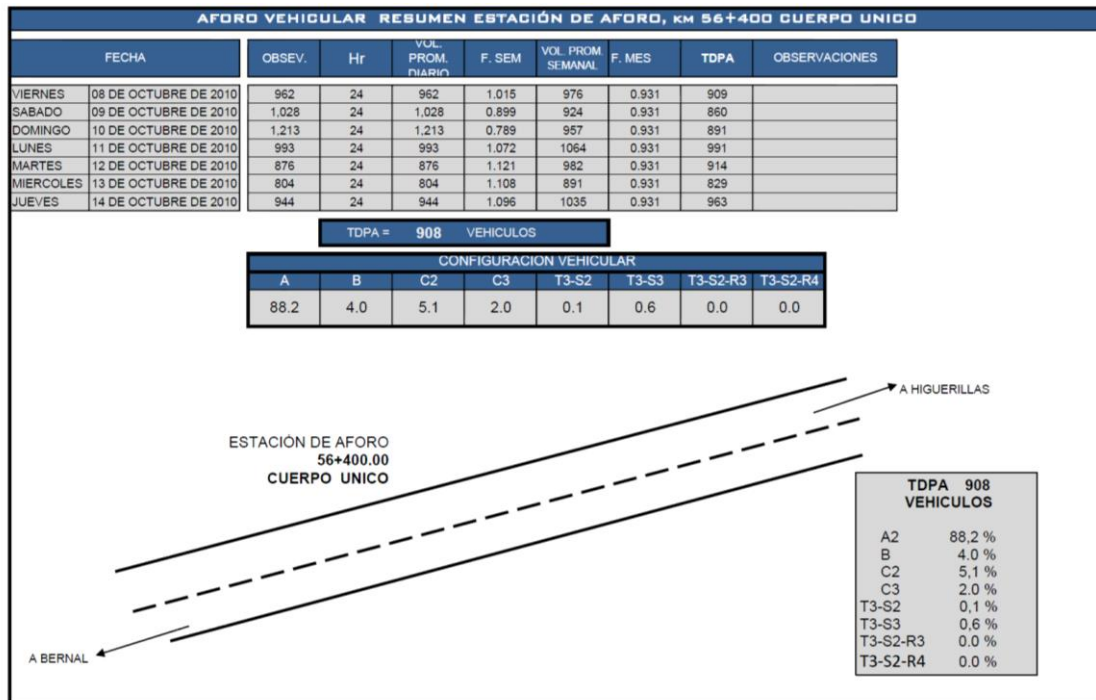 AFORO VEHICULAR RESUMEN ESTACIÓN DE AFORO, KM 56+400 CUERPO UNICO
FECHA OBSEV. Hr VOL. PROM. DIARIO F. SEM VOL. PROM. SEMANAL F. MES TDPA OBSERVACIONES
VIERNES 08 DE OCTUBRE DE 2010 962 24 962 1.015 976 0.931 909
SABADO 09 DE OCTUBRE DE 2010 1,028 24 1,028 0.899 924 0.931 860
DOMINGO 10 DE OCTUBRE DE 2010 1,213 24 1,213 0.789 957 0.931 891
LUNES 11 DE OCTUBRE DE 2010 993 24 993 1.072 1064 0.931 991
MARTES 12 DE OCTUBRE DE 2010 876 24 876 1.121 982 0.931 914
MIERCOLES 13 DE OCTUBRE DE 2010 804 24 804 1.108 891 0.931 829
JUEVES 14 DE OCTUBRE DE 2010 944 24 944 1.096 1035 0.931 963
TDPA = 908 VEHICULOS
CONFIGURACION VEHICULAR
A B C2 C3 T3-S2 T3-S3 T3-S2-R3 T3-S2-R4
88.2 4.0 5.1 2.0 0.1 0.6 0.0 0.0
A HIGUERILLAS
ESTACIÓN DE AFORO
56+400.00
CUERPO UNICO
A BERNAL
TDPA 908
VEHICULOS
A2 88,2 %
B 4.0 %
C2 5,1 %
C3 2.0 %
T3-S2 0,1 %
T3-S3 0,6 %
T3-S2-R3 0.0 %
T3-S2-R4 0.0 %